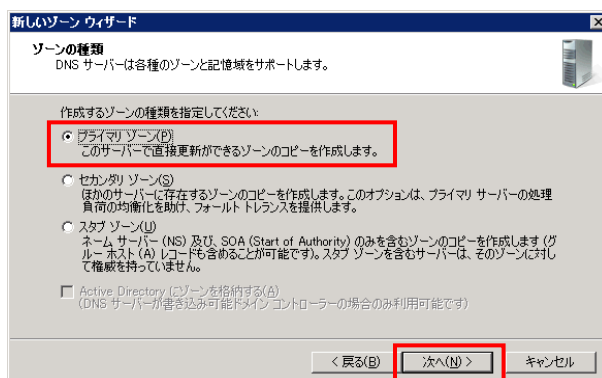 新しいゾーン ウィザード
ゾーンの種類
DNS サーバーは各種のゾーンと記憶域をサポートします。
作成するゾーンの種類を指定してください:
プライマリ ゾーン(P)
このサーバーで直接更新ができるゾーンのコピーを作成します。
セカンダリ ゾーン(S)
ほかのサーバーに存在するゾーンのコピーを作成します。このオプションは、プライマリ サーバーの処理
負荷の均衡化を助け、フォールト トレランスを提供します。
スタブ ゾーン(U)
ネーム サーバー (NS) 及び、SOA (Start of Authority) のみを含むゾーンのコピーを作成します (グ
ルー ホスト (A) レコードも含めることが可能です)。スタブ ゾーンを含むサーバーは、そのゾーンに対し
て権威を持っていません。
Active Directory にゾーンを格納する(A)
(DNS サーバーが書き込み可能ドメイン コントローラーの場合のみ利用可能です)
< 戻る(B)
次へ(N) >
キャンセル